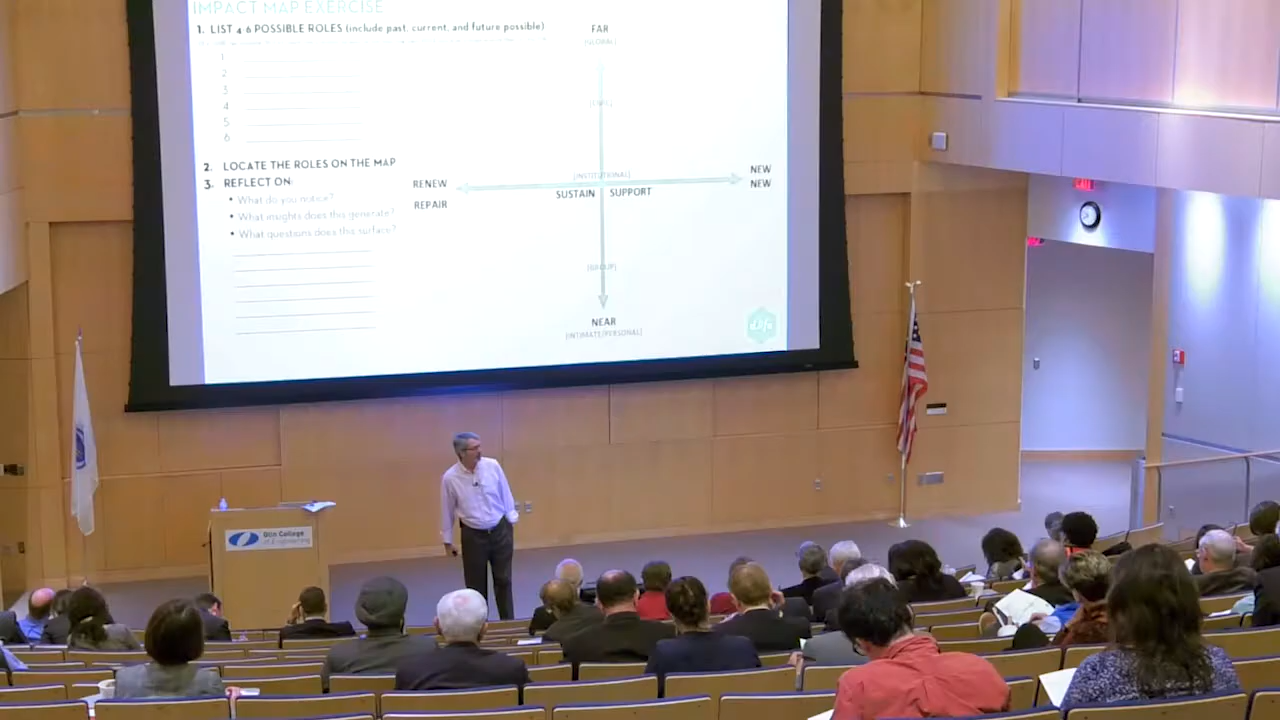 IMPACT MAP EXERCISE
1. LIST 4-6 POSSIBLE ROLES (include past, current, and future possible)
1
2
3
4
5
6
2. LOCATE THE ROLES ON THE MAP
3. REFLECT ON:
• What do you notice?
• What insights does this generate?
• What questions does this surface?
FAR
(GLOBAL)
(INSTITUTIONAL)
RENEW
REPAIR
SUSTAIN SUPPORT
NEW
NEW
(GROUP)
NEAR
(INTIMATE/PERSONAL)
d.life
Olin College
of Engineering
EXIT